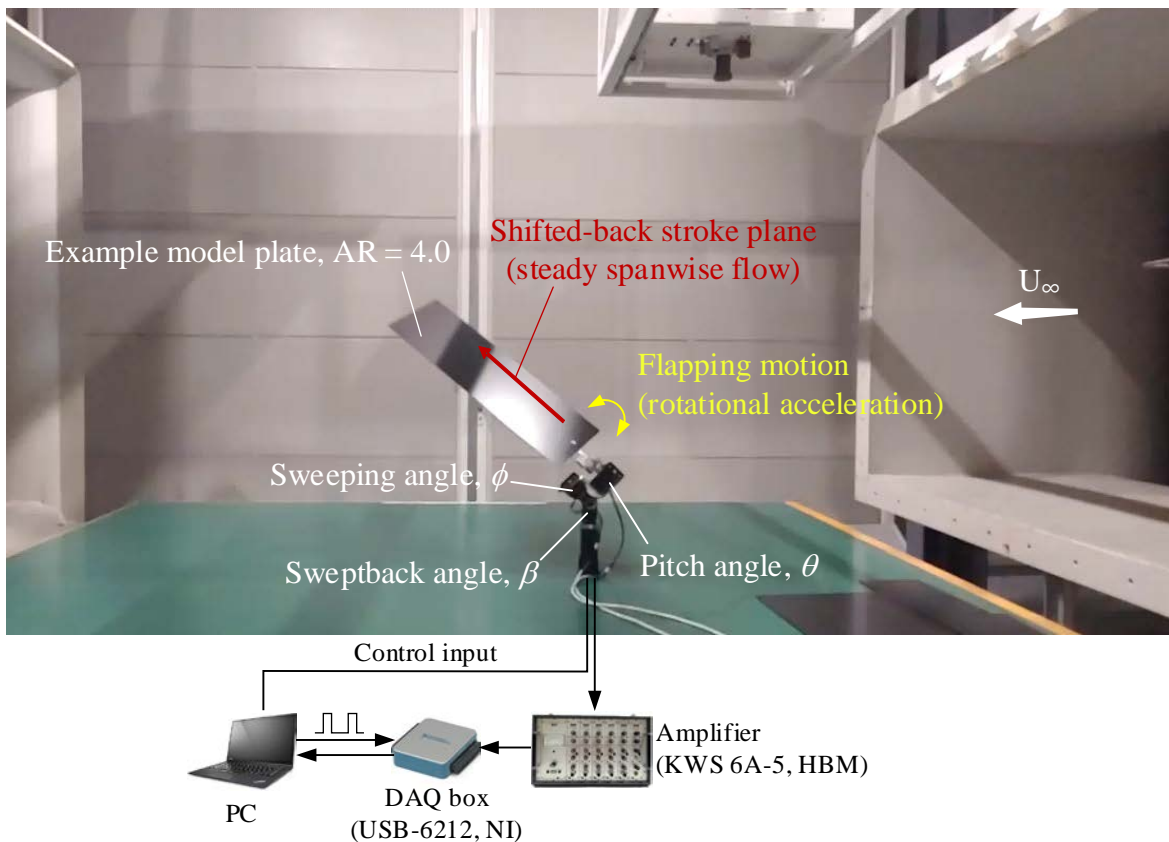 Shifted-back stroke plane
(steady spanwise flow)
Example model plate, AR = 4.0
U∞
Flapping motion
(rotational acceleration)
Sweeping angle, ϕ
Sweptback angle, β
Pitch angle, θ
Control input
Amplifier
(KWS 6A-5, HBM)
PC
DAQ box
(USB-6212, NI)